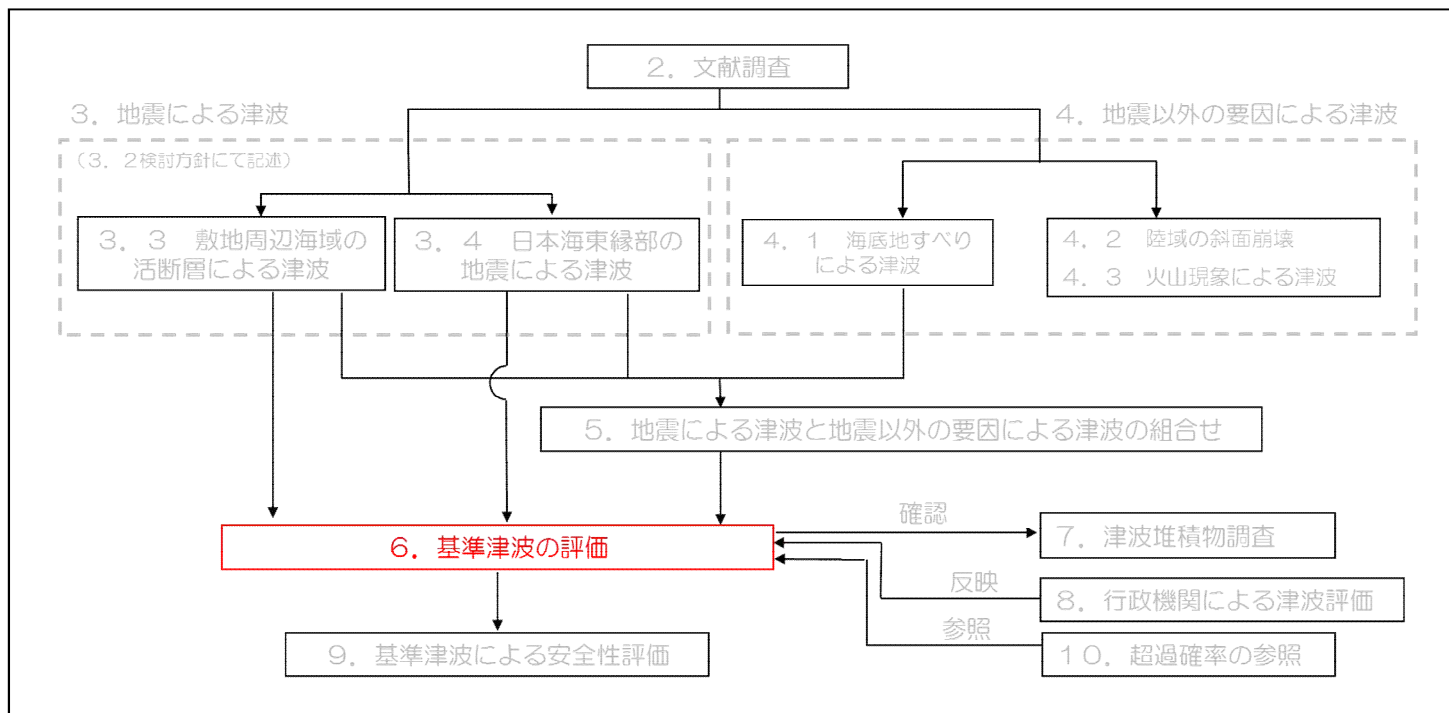 ２．文献調査
３．地震による津波
４．地震以外の要因による津波
（３．２検討方針にて記述）
３．３　敷地周辺海域の
活断層による津波
３．４　日本海東縁部の
地震による津波
４．１　海底地すべり
による津波
４．２　陸域の斜面崩壊
４．３　火山現象による津波
５．地震による津波と地震以外の要因による津波の組合せ
６．基準津波の評価
確認
７．津波堆積物調査
反映
８．行政機関による津波評価
参照
１０．超過確率の参照
９．基準津波による安全性評価